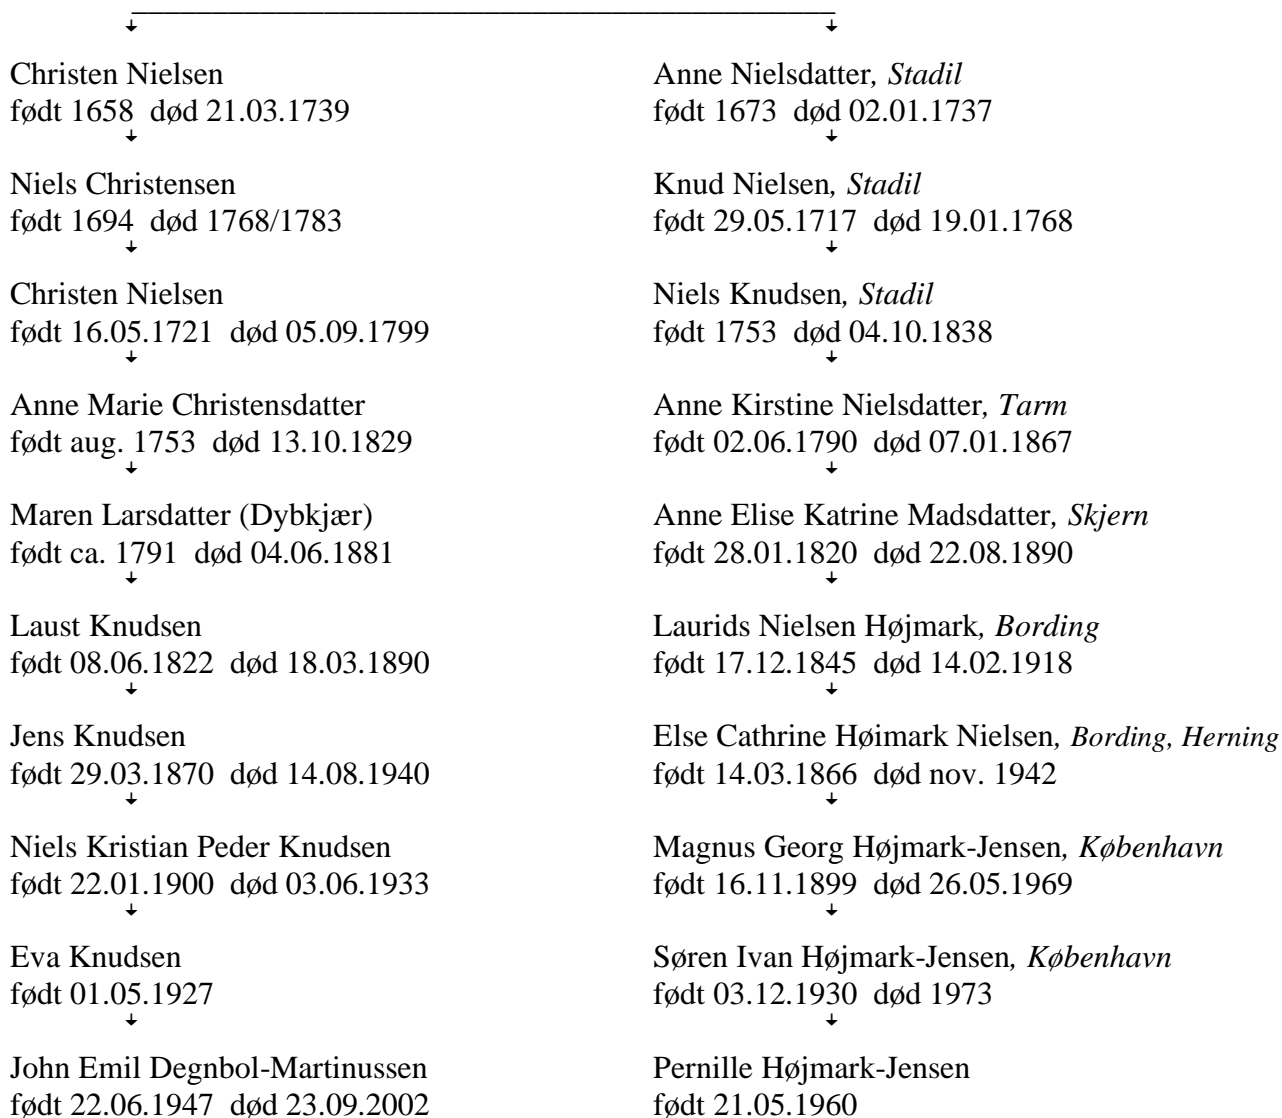 Christen Nielsen
født 1658 død 21.03.1739
Niels Christensen
født 1694 død 1768/1783
Christen Nielsen
født 16.05.1721 død 05.09.1799
Anne Marie Christensdatter
født aug. 1753 død 13.10.1829
Maren Larsdatter (Dybkjær)
født ca. 1791 død 04.06.1881
Laust Knudsen
født 08.06.1822 død 18.03.1890
Jens Knudsen
født 29.03.1870 død 14.08.1940
Niels Kristian Peder Knudsen
født 22.01.1900 død 03.06.1933
Eva Knudsen
født 01.05.1927
John Emil Degnbol-Martinussen
født 22.06.1947 død 23.09.2002
Anne Nielsdatter, Stadil
født 1673 død 02.01.1737
Knud Nielsen, Stadil
født 29.05.1717 død 19.01.1768
Niels Knudsen, Stadil
født 1753 død 04.10.1838
Anne Kirstine Nielsdatter, Tarm
født 02.06.1790 død 07.01.1867
Anne Elise Katrine Madsdatter, Skjern
født 28.01.1820 død 22.08.1890
Laurids Nielsen Højmark, Bording
født 17.12.1845 død 14.02.1918
Else Cathrine Høimark Nielsen, Bording, Herning
født 14.03.1866 død nov. 1942
Magnus Georg Højmark-Jensen, København
født 16.11.1899 død 26.05.1969
Søren Ivan Højmark-Jensen, København
født 03.12.1930 død 1973
Pernille Højmark-Jensen
født 21.05.1960